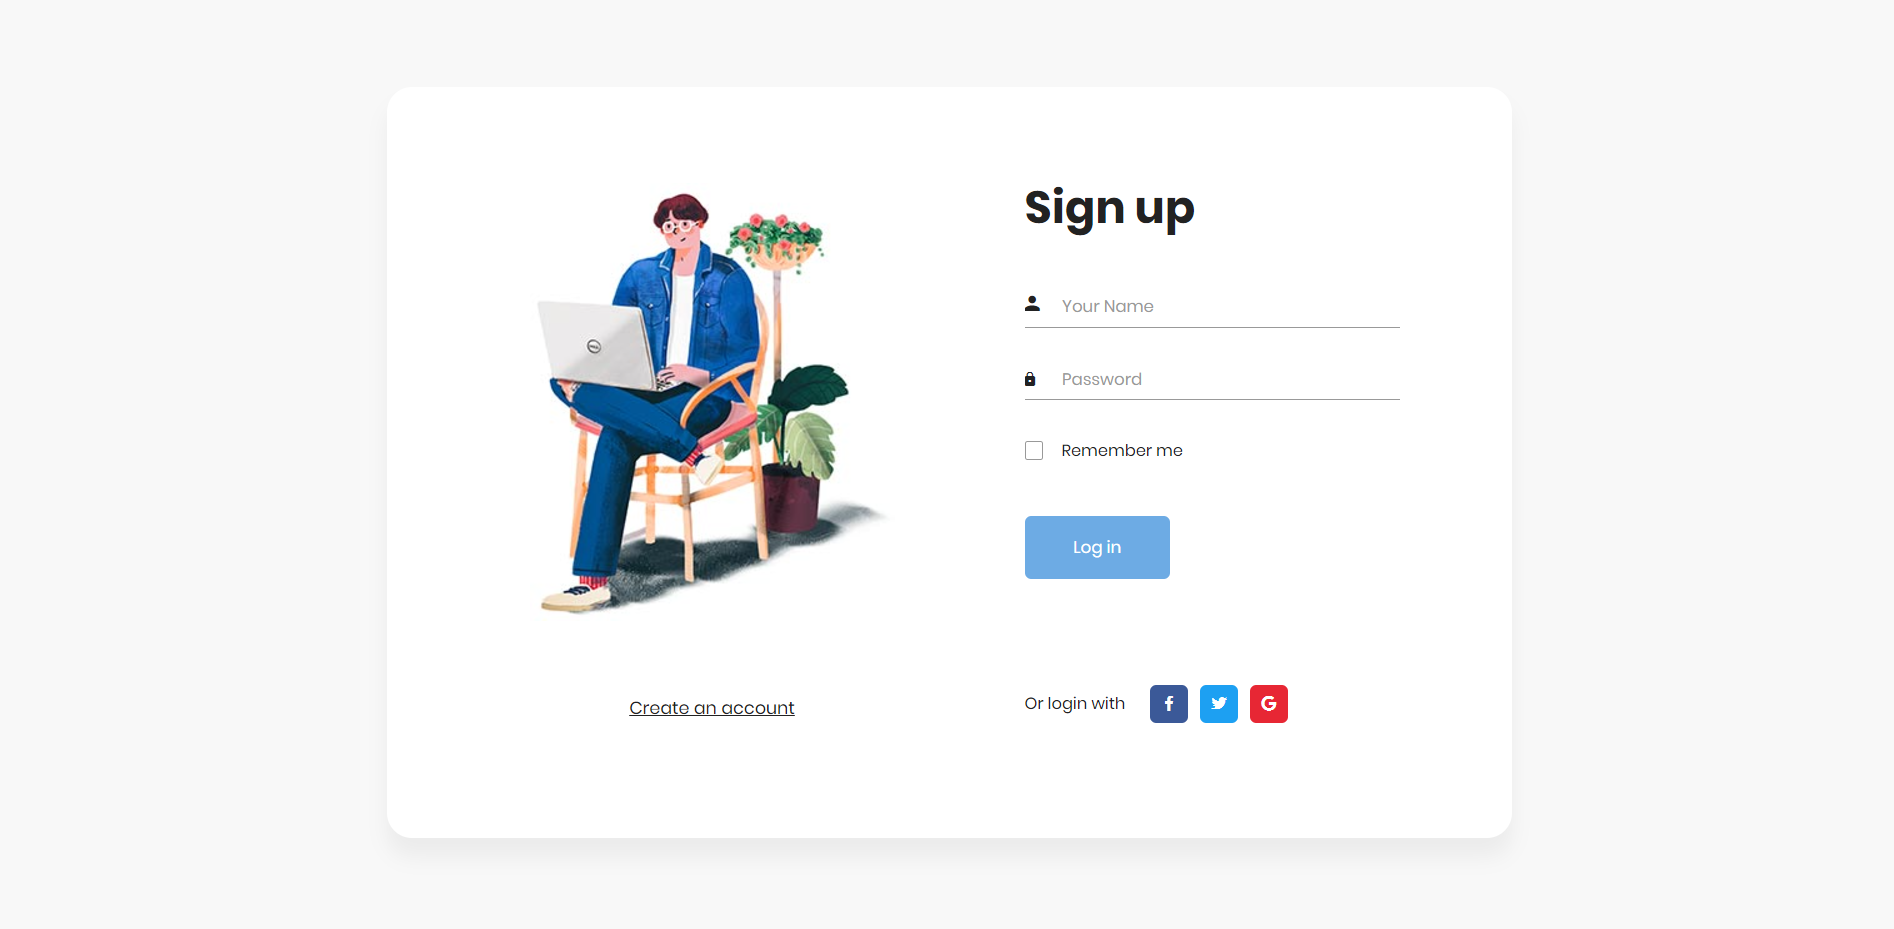 Sign up
Your Name
Password
Remember me
Log in
Create an account
Or login with